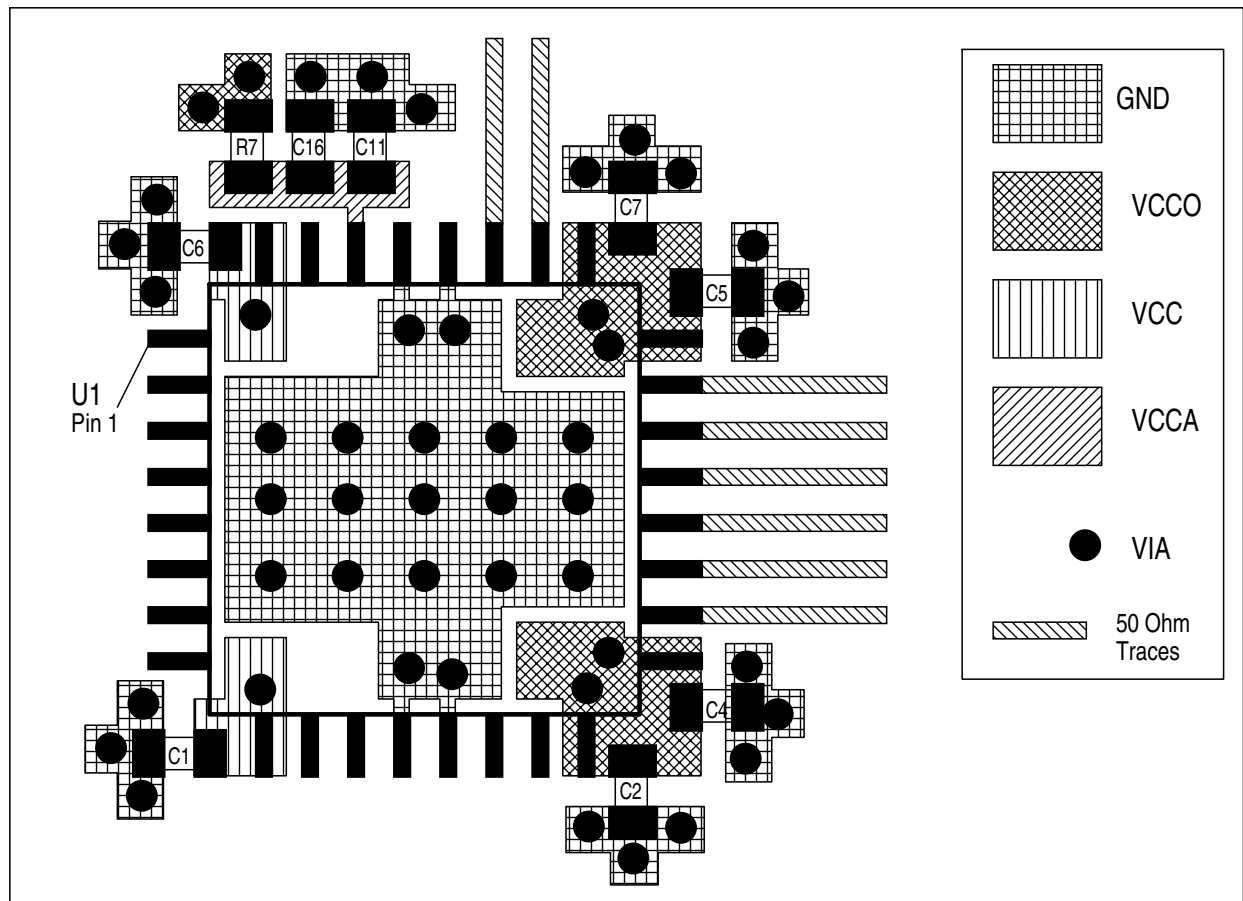 R7
C16
C11
C7
C6
C5
U1
Pin 1
C4
C1
C2
GND
VCCO
VCC
VCCA
VIA
50 Ohm
Traces